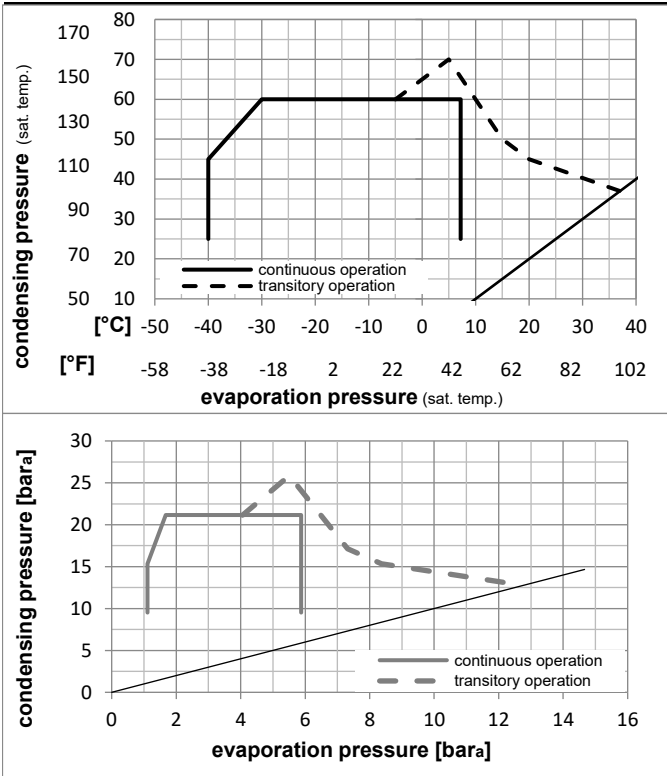 condensing pressure (sat. temp.)
170 80
70
150 60
130 50
110 40
90 30
70 20
50 10
continuous operation
transitory operation
[°C] -50 -40 -30 -20 -10 0 10 20 30 40
[°F] -58 -38 -18 2 22 42 62 82 102
evaporation pressure (sat. temp.)
condensing pressure [bara]
30
25
20
15
10
5
0
continuous operation
transitory operation
0 2 4 6 8 10 12 14 16
evaporation pressure [bara]